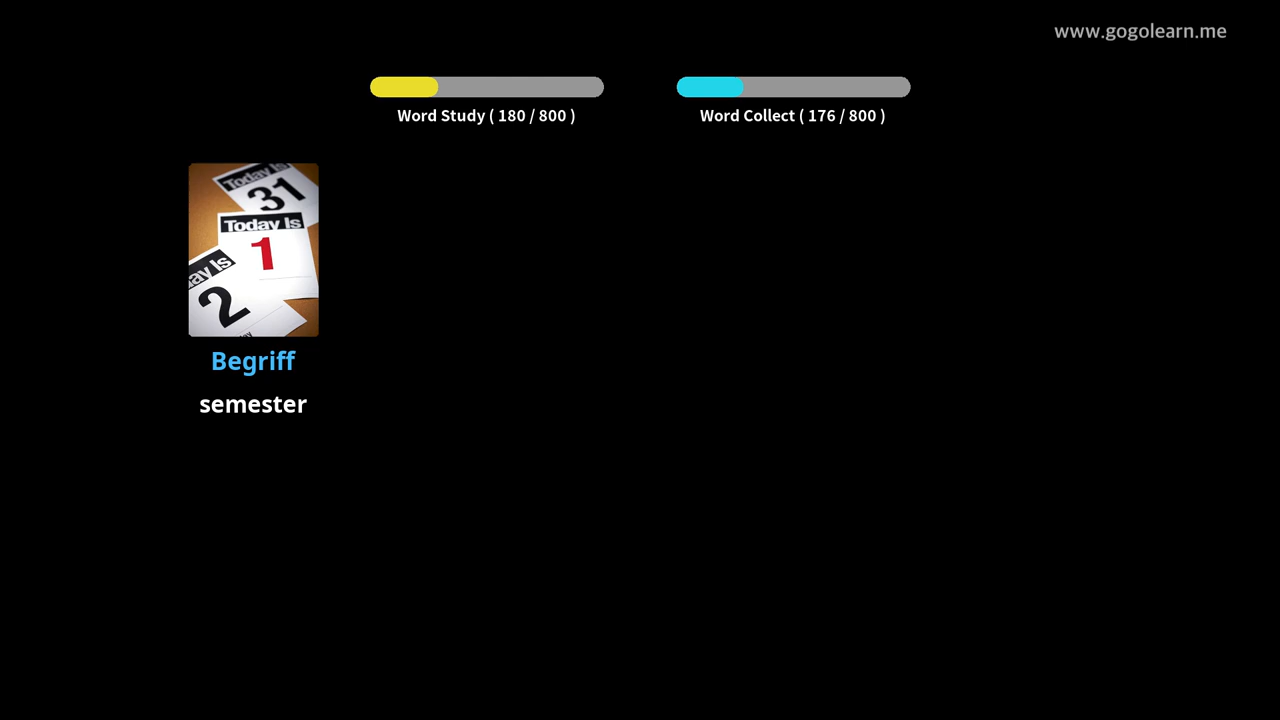 www.gogolearn.me
Word Study ( 180 / 800 )
Word Collect ( 176 / 800 )
Today Is
31
Today Is
1
ay Is
2
Begriff
semester